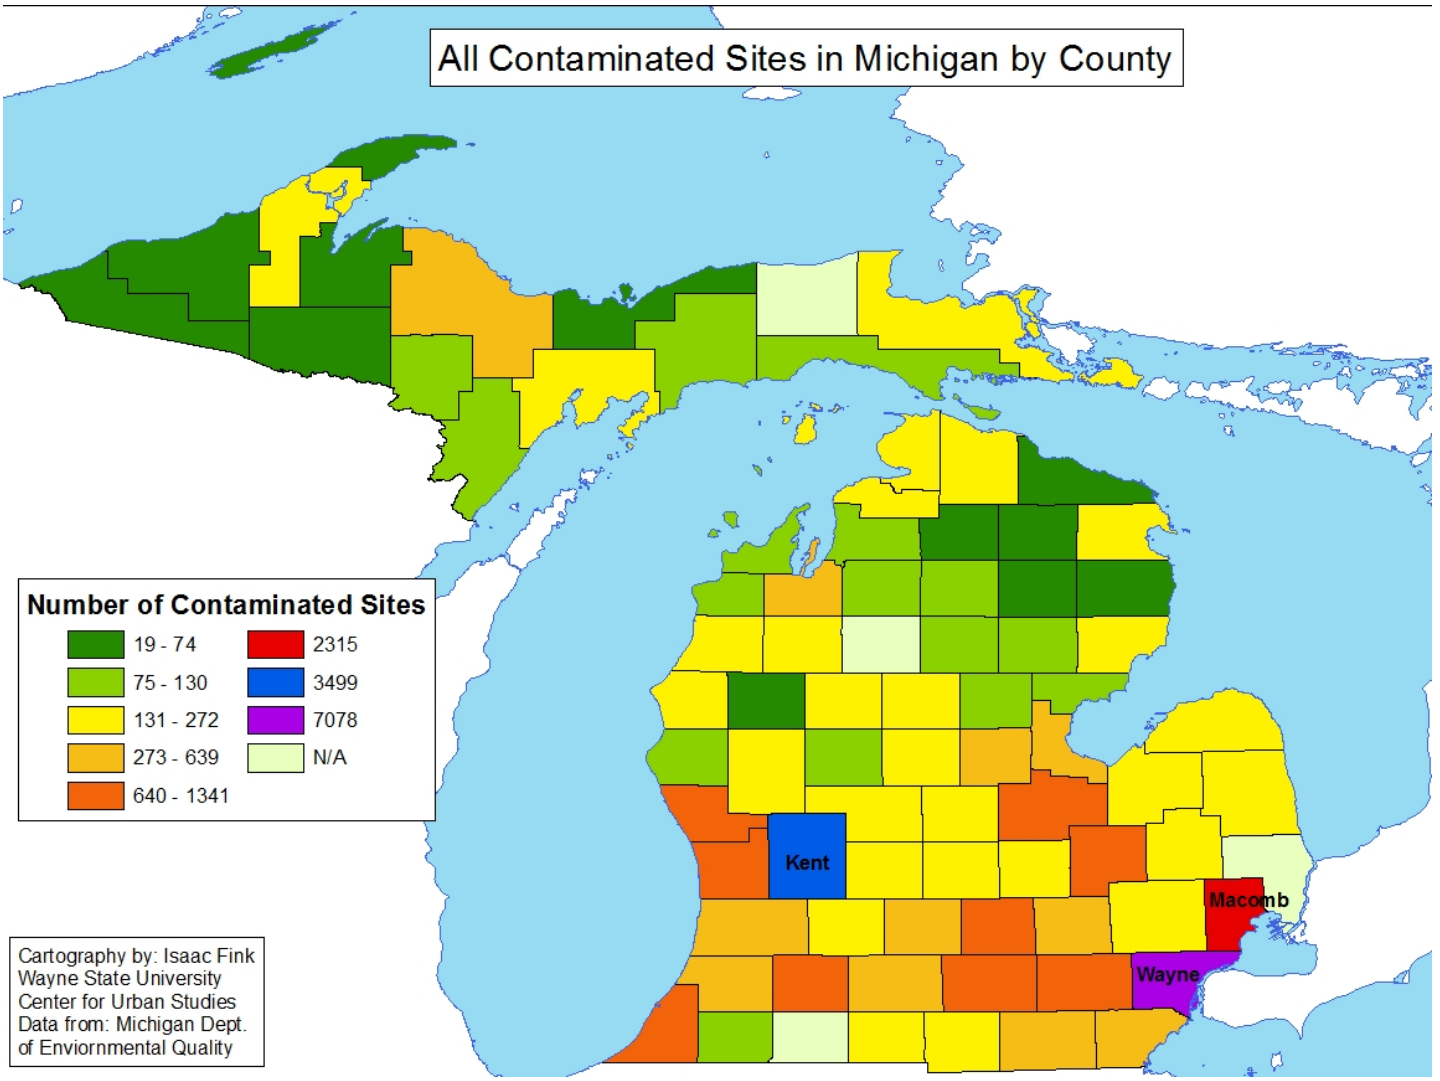 All Contaminated Sites in Michigan by County
Number of Contaminated Sites
19 - 74
2315
75 - 130
3499
131 - 272
7078
273 - 639
N/A
640 - 1341
Kent
Macomb
Wayne
Cartography by: Isaac Fink
Wayne State University
Center for Urban Studies
Data from: Michigan Dept.
of Enviornmental Quality